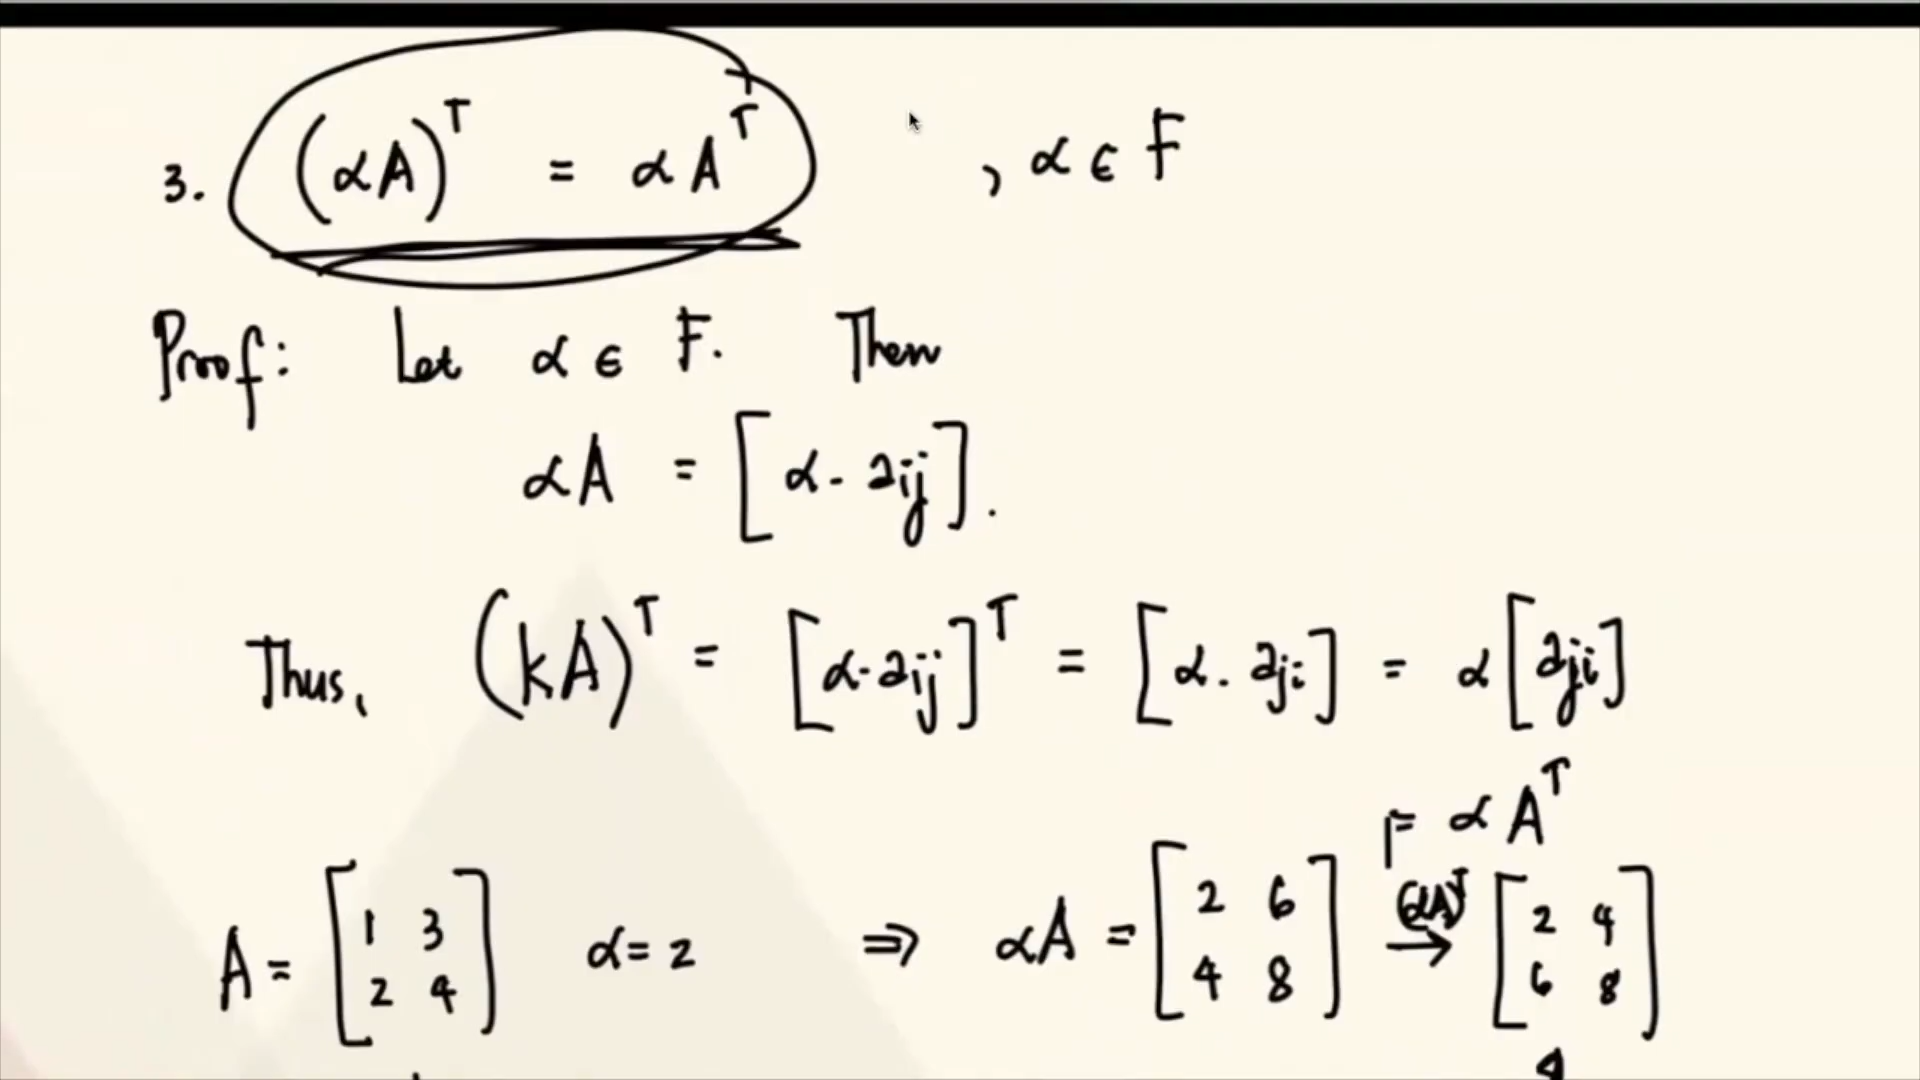 3. (αA)ᵀ = αAᵀ , α ∈ F
Proof: Let α ∈ F. Then
αA = [α · aij].
Thus, (kA)ᵀ = [α · aij]ᵀ = [α · aji] = α[aji]
= αAᵀ
A = [1 3
2 4] α = 2 ⇒ αA = [2 6
4 8] (αA)ᵀ → [2 4
6 8]